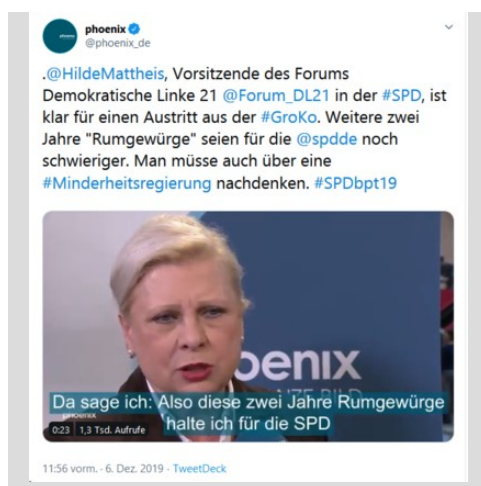 phoenix
@phoenix_de
.@HildeMattheis, Vorsitzende des Forums
Demokratische Linke 21 @Forum_DL21 in der #SPD, ist
klar für einen Austritt aus der #GroKo. Weitere zwei
Jahre "Rumgewürge" seien für die @spdde noch
schwieriger. Man müsse auch über eine
#Minderheitsregierung nachdenken. #SPDbpt19
oenix
Da sage ich: Also diese zwei Jahre Rumgewürge
halte ich für die SPD
phoenix
0:23 1,3 Tsd. Aufrufe
11:56 vorm. · 6. Dez. 2019 · TweetDeck